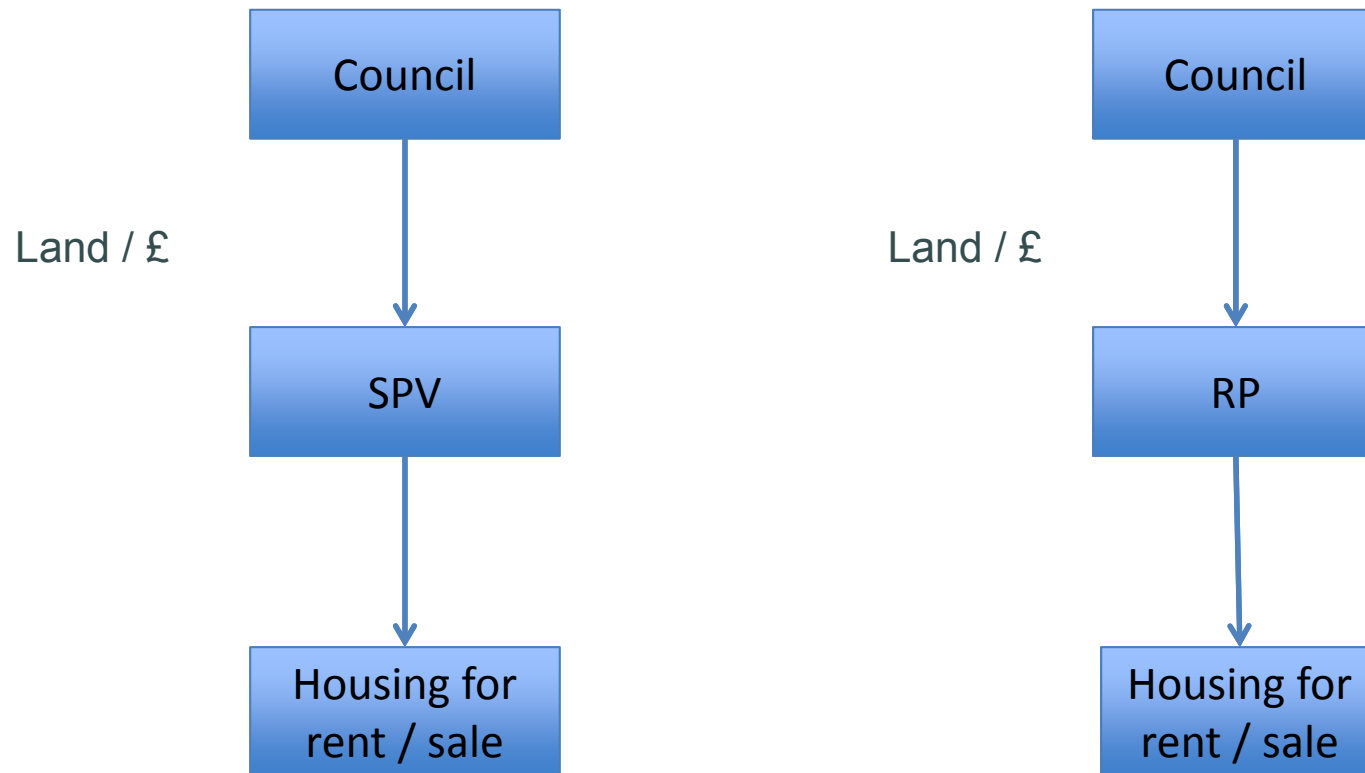 Council
Land / £
SPV
Housing for
rent / sale
Council
Land / £
RP
Housing for
rent / sale